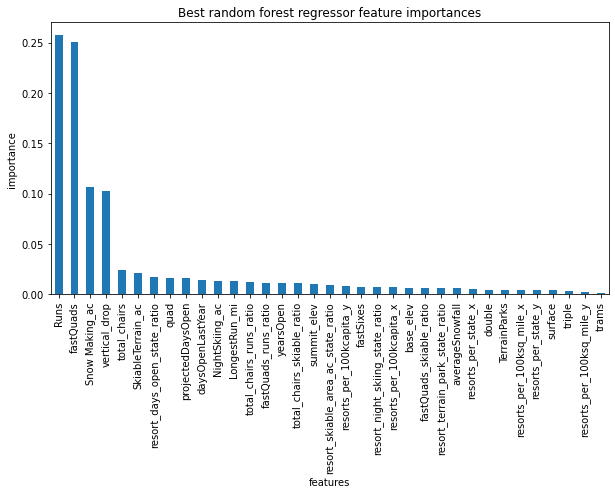 Best random forest regressor feature importances
importance
0.25
0.20
0.15
0.10
0.05
0.00
Runs
fastQuads
Snow Making_ac
vertical_drop
total_chairs
SkiableTerrain_ac
resort_days_open_state_ratio
quad
projectedDaysOpen
daysOpenLastYear
NightSkiing_ac
LongestRun_mi
total_chairs_runs_ratio
fastQuads_runs_ratio
yearsOpen
total_chairs_skiable_ratio
summit_elev
resort_skiable_area_ac_state_ratio
resorts_per_100kcapita_y
fastSixes
resort_night_skiing_state_ratio
resorts_per_100kcapita_x
base_elev
fastQuads_skiable_ratio
resort_terrain_park_state_ratio
averageSnowfall
resorts_per_state_x
double
TerrainParks
resorts_per_100ksq_mile_x
resorts_per_state_y
surface
triple
resorts_per_100ksq_mile_y
trams
features